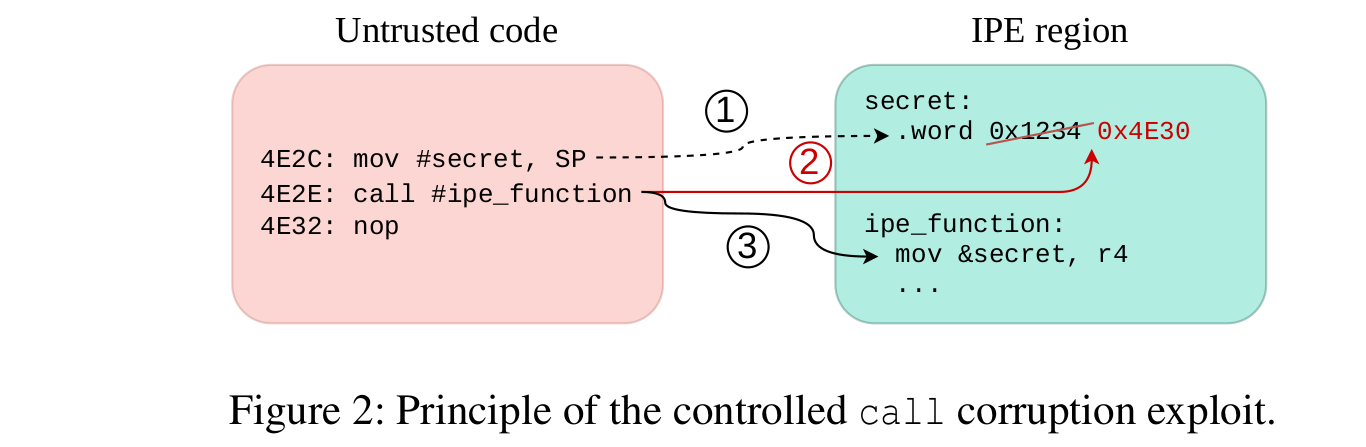 Untrusted code
IPE region
4E2C: mov #secret, SP
4E2E: call #ipe_function
4E32: nop
1
2
3
secret:
.word 0x1234 0x4E30
ipe_function:
mov &secret, r4
...
Figure 2: Principle of the controlled call corruption exploit.